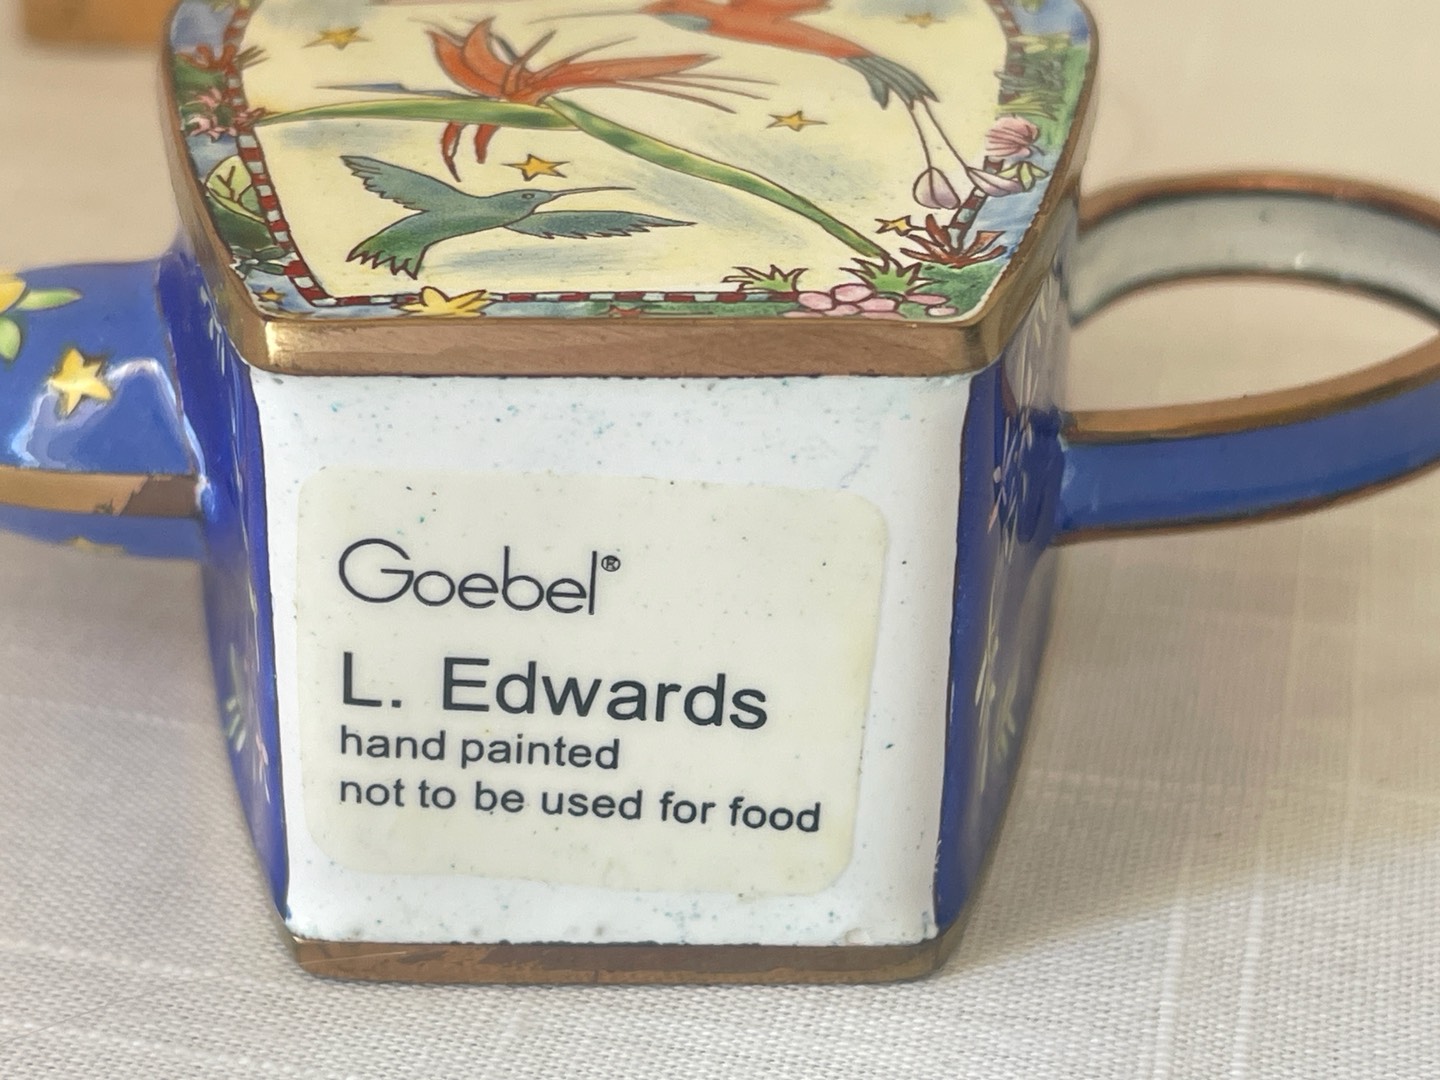 Goebel®
L. Edwards
hand painted
not to be used for food